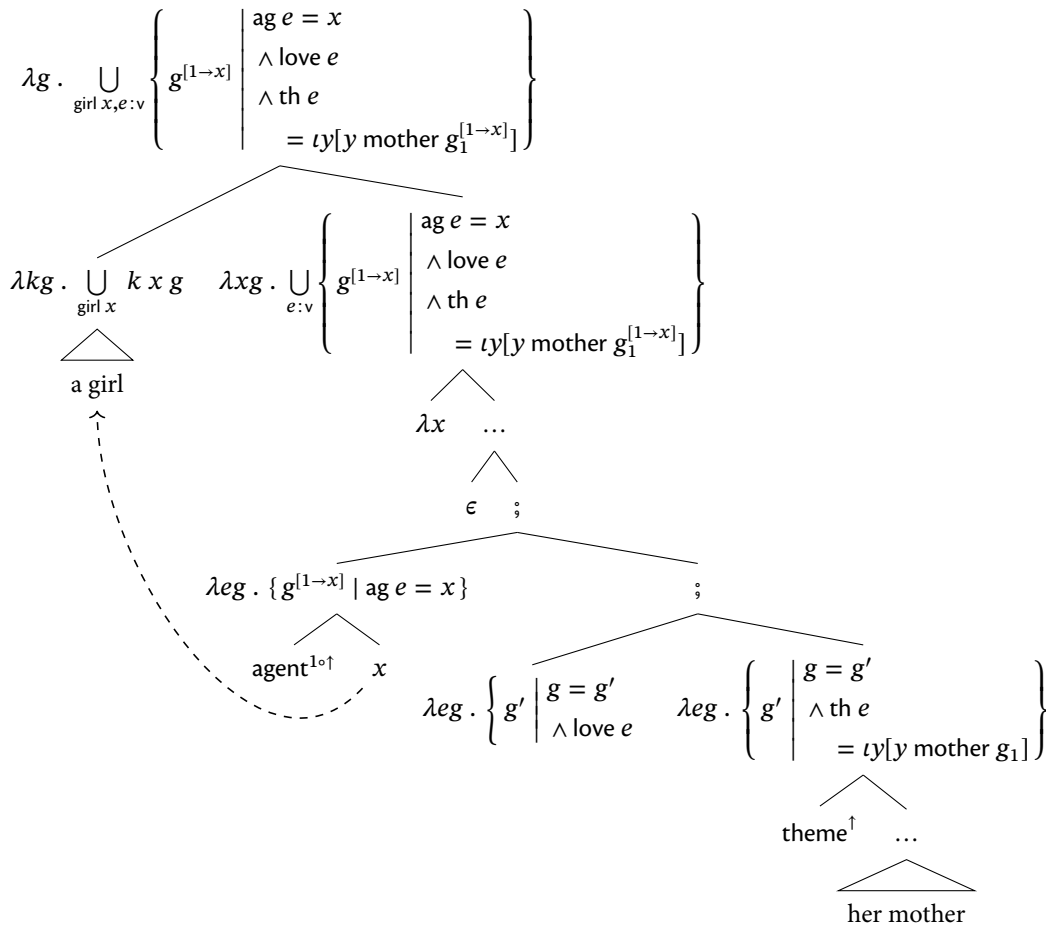 λg . ⋃_{girl x, e : v} { g^{[1→x]} | ag e = x
∧ love e
∧ th e
= ιy[y mother g_1^{[1→x]}] }
λkg . ⋃_{girl x} k x g
λxg . ⋃_{e : v} { g^{[1→x]} | ag e = x
∧ love e
∧ th e
= ιy[y mother g_1^{[1→x]}] }
a girl
λx …
ϵ ⨟
λeg . { g^{[1→x]} | ag e = x } ⨟
agent^{1∘↑} x
λeg . { g′ | g = g′
∧ love e }
λeg . { g′ | g = g′
∧ th e
= ιy[y mother g_1] }
theme^↑ …
her mother